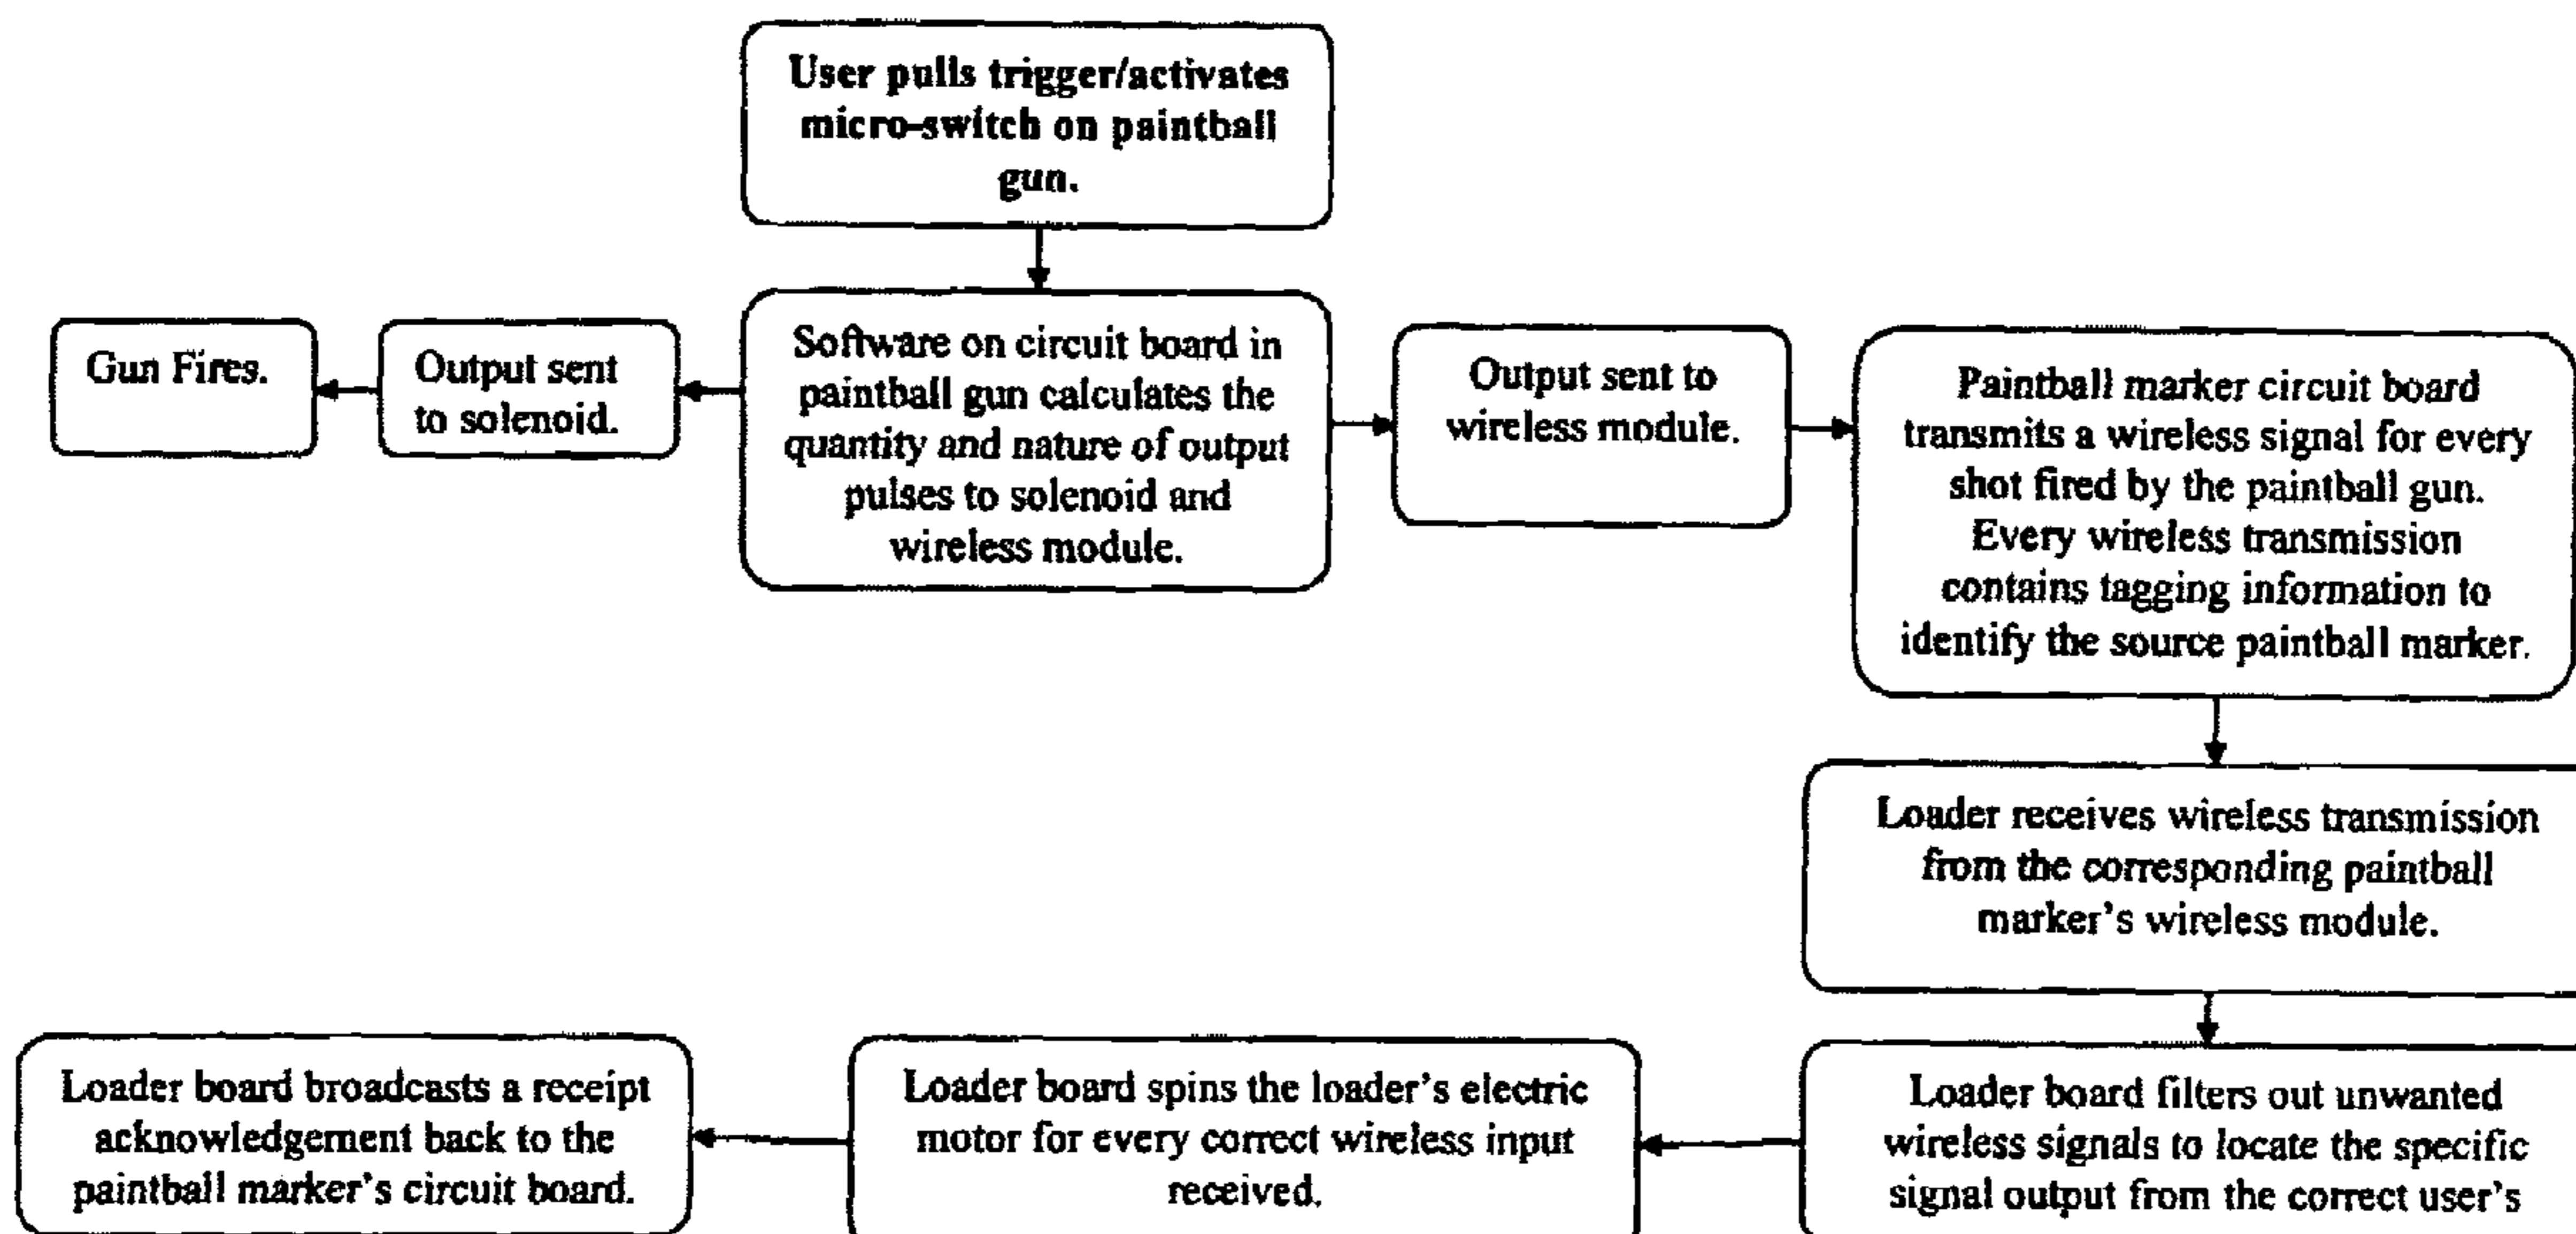 User pulls trigger/activates
micro-switch on paintball
gun.
Gun Fires.
Output sent
to solenoid.
Software on circuit board in
paintball gun calculates the
quantity and nature of output
pulses to solenoid and
wireless module.
Output sent to
wireless module.
Paintball marker circuit board
transmits a wireless signal for every
shot fired by the paintball gun.
Every wireless transmission
contains tagging information to
identify the source paintball marker.
Loader receives wireless transmission
from the corresponding paintball
marker's wireless module.
Loader board filters out unwanted
wireless signals to locate the specific
signal output from the correct user's
Loader board spins the loader's electric
motor for every correct wireless input
received.
Loader board broadcasts a receipt
acknowledgement back to the
paintball marker's circuit board.